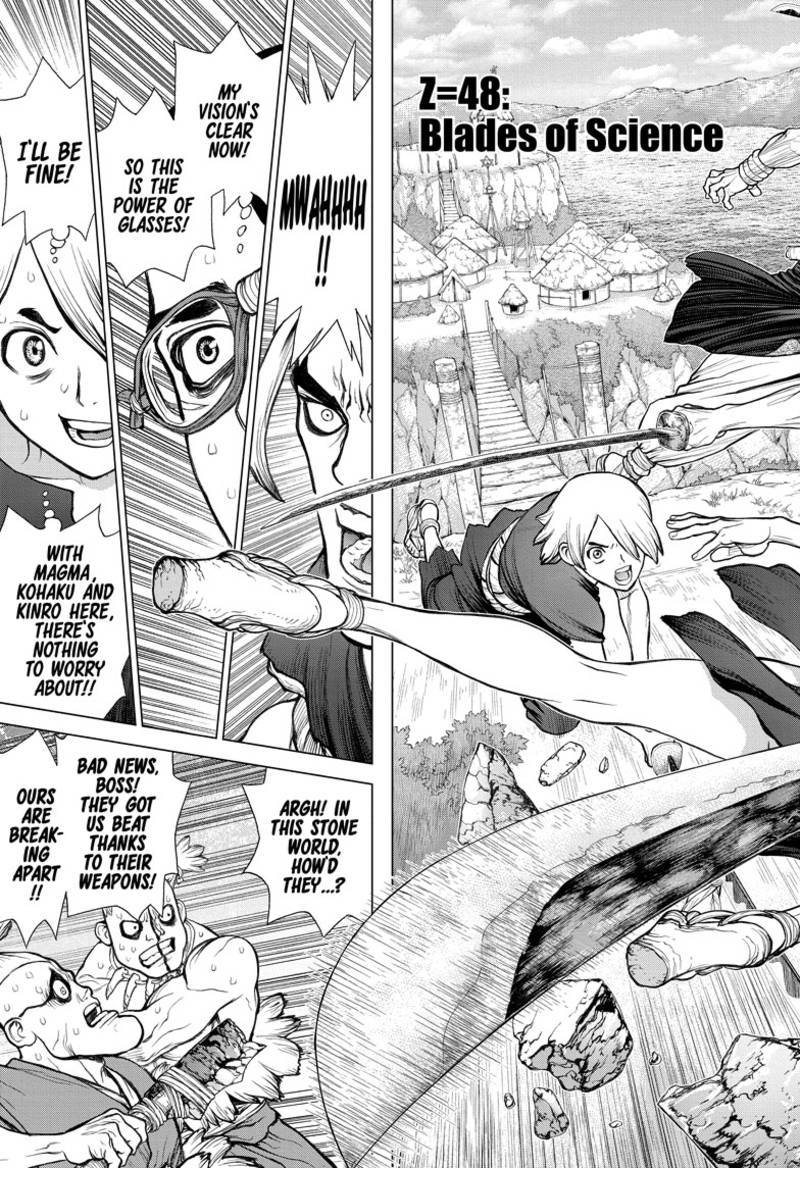 Z=48:
Blades of Science
MWAHHHH
!!
MY
VISION'S
CLEAR
NOW!
SO THIS
IS THE
POWER OF
GLASSES!
I'LL BE
FINE!
WITH
MAGMA,
KOHAKU AND
KINRO HERE,
THERE'S
NOTHING
TO WORRY
ABOUT!!
ARGH! IN
THIS STONE
WORLD,
HOW'D
THEY...?
BAD NEWS,
BOSS!
THEY GOT
US BEAT
THANKS
TO THEIR
WEAPONS!
OURS
ARE
BREAK-
ING
APART
!!